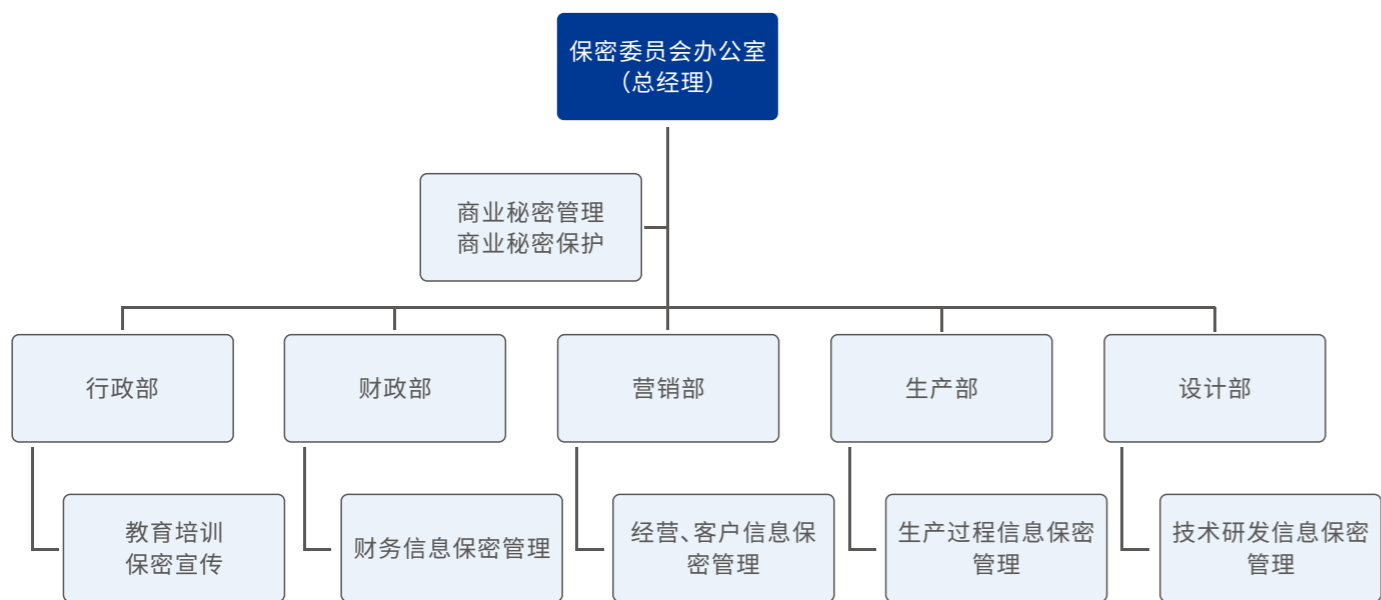 保密委员会办公室
（总经理）
商业秘密管理
商业秘密保护
行政部
财政部
营销部
生产部
设计部
教育培训
保密宣传
财务信息保密管理
经营、客户信息保
密管理
生产过程信息保密
管理
技术研发信息保密
管理